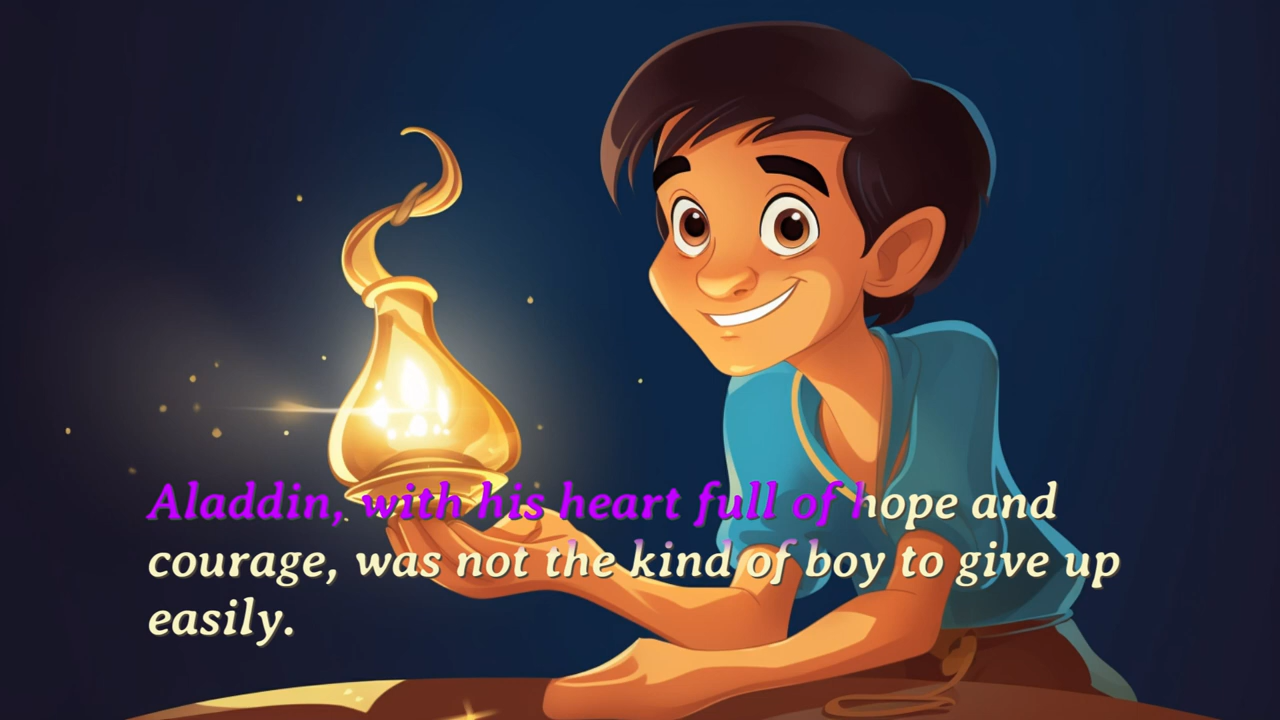 Aladdin, with his heart full of hope and
courage, was not the kind of boy to give up
easily.